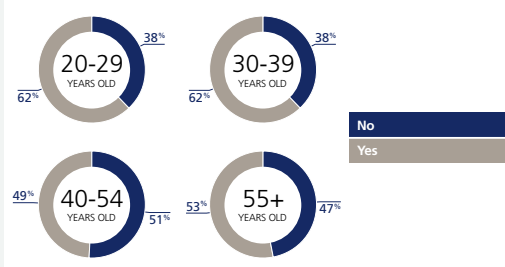 38%
20-29
YEARS OLD
62%
38%
30-39
YEARS OLD
62%
No
Yes
49%
40-54
YEARS OLD
51%
53%
55+
YEARS OLD
47%